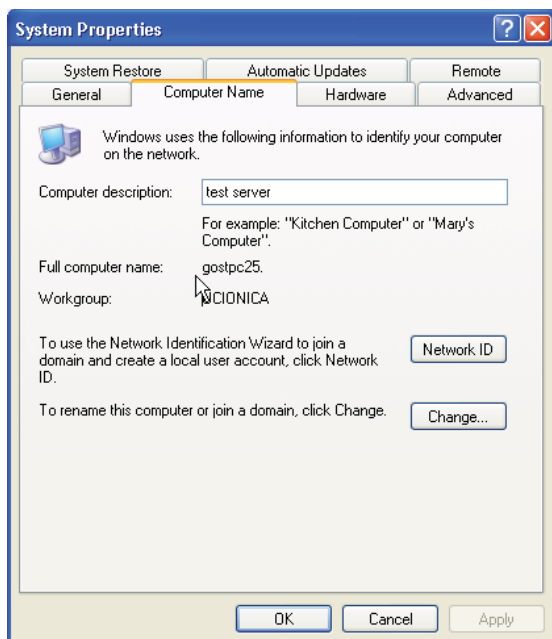 System Properties
System Restore Automatic Updates Remote
General Computer Name Hardware Advanced
Windows uses the following information to identify your computer
on the network.
Computer description: test server
For example: "Kitchen Computer" or "Mary's
Computer".
Full computer name: gostpc25.
Workgroup:
To use the Network Identification Wizard to join a
domain and create a local user account, click Network
ID.
Network ID
To rename this computer or join a domain, click Change.
Change...
OK Cancel Apply